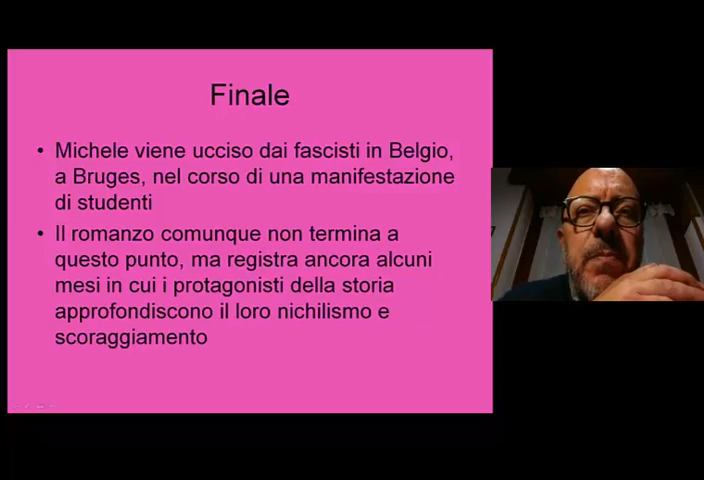 Finale
• Michele viene ucciso dai fascisti in Belgio,
a Bruges, nel corso di una manifestazione
di studenti
• Il romanzo comunque non termina a
questo punto, ma registra ancora alcuni
mesi in cui i protagonisti della storia
approfondiscono il loro nichilismo e
scoraggiamento